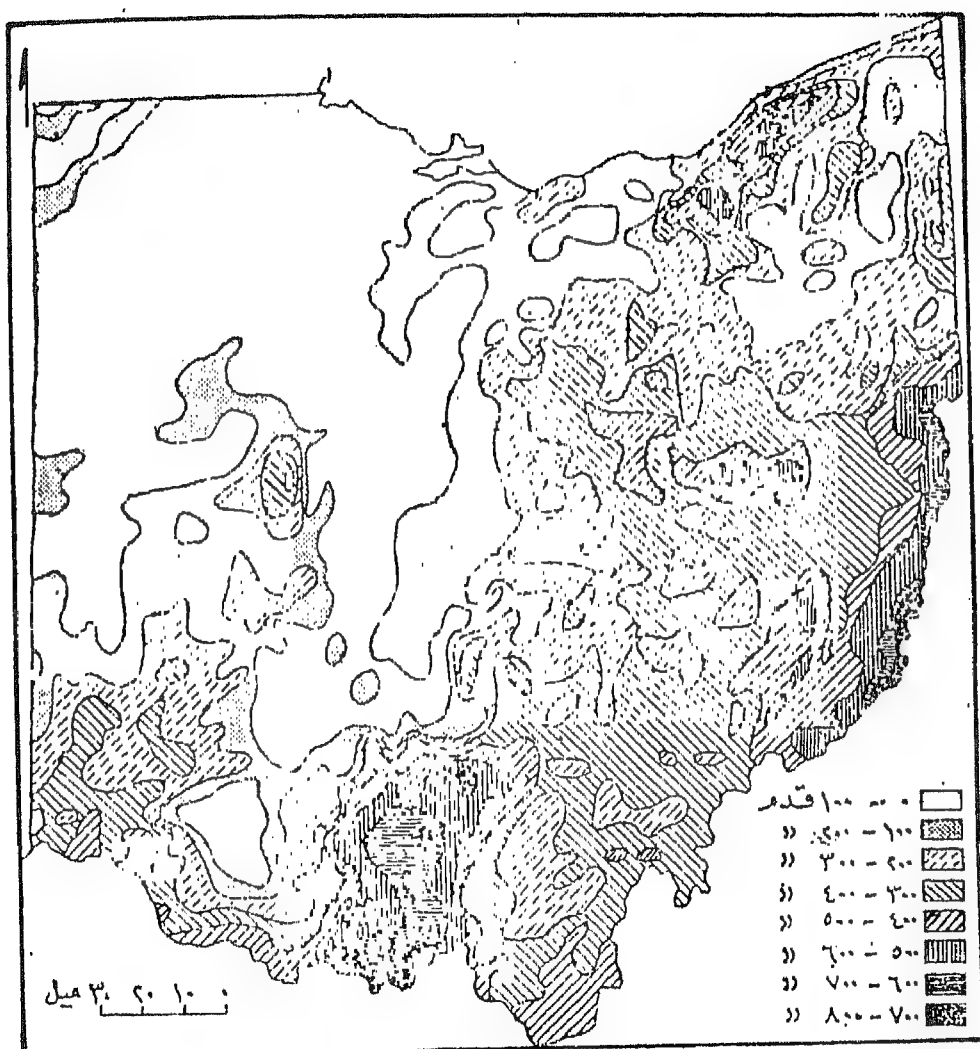 ٠ – ١٠٠ قدم
١٠٠ – ٢٠٠ »
٢٠٠ – ٣٠٠ »
٣٠٠ – ٤٠٠ »
٤٠٠ – ٥٠٠ »
٥٠٠ – ٦٠٠ »
٦٠٠ – ٧٠٠ »
٧٠٠ – ٨٠٠ »
٠ ١٠ ٢٠ ٣٠ ميل